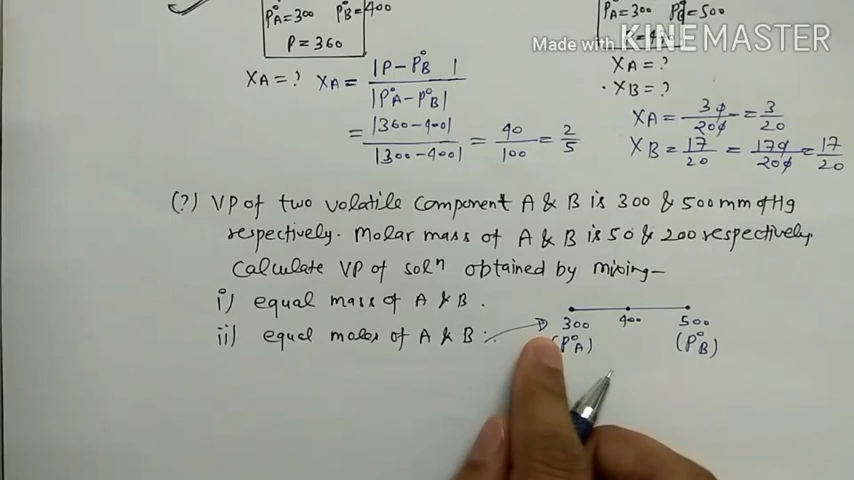 P°A=300 P°B=400
P = 360
XA = ? XA = |P - P°B| / |P°A - P°B|
= |360-400| / |300-400| = 40/100 = 2/5
P°A=300 P°B=500
Made with KINEMASTER
XA = ?
• XB = ?
XA = 30/200 = 3/20
XB = 17/20 = 170/200 = 17/20
(?) VP of two volatile component A & B is 300 & 500 mm of Hg
respectively. Molar mass of A & B is 50 & 200 respectively
Calculate VP of solⁿ obtained by mixing-
i) equal mass of A & B.
ii) equal moles of A & B.
300 400 500
(P°A) (P°B)